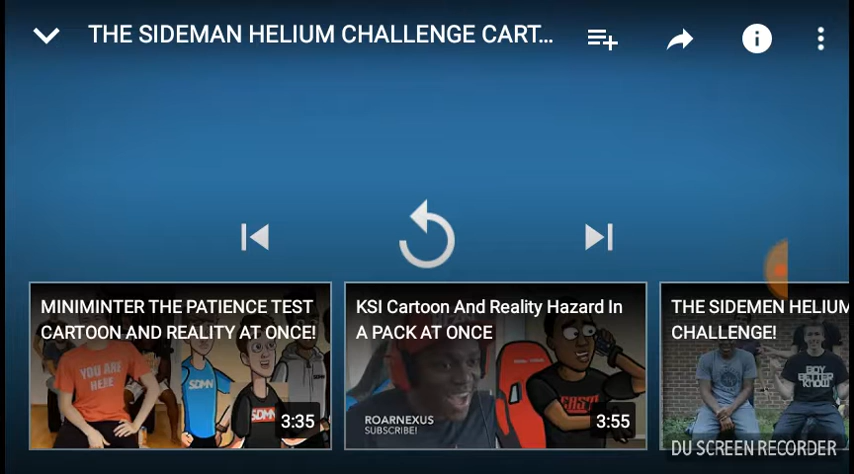 THE SIDEMAN HELIUM CHALLENGE CART...
MINIMINTER THE PATIENCE TEST
CARTOON AND REALITY AT ONCE!
YOU ARE
HERE
SDMN
SDMN
3:35
KSI Cartoon And Reality Hazard In
A PACK AT ONCE
ROARNEXUS
SUBSCRIBE!
3:55
THE SIDEMEN HELIUM
CHALLENGE!
BOY
BETTER
KNOW
DU SCREEN RECORDER